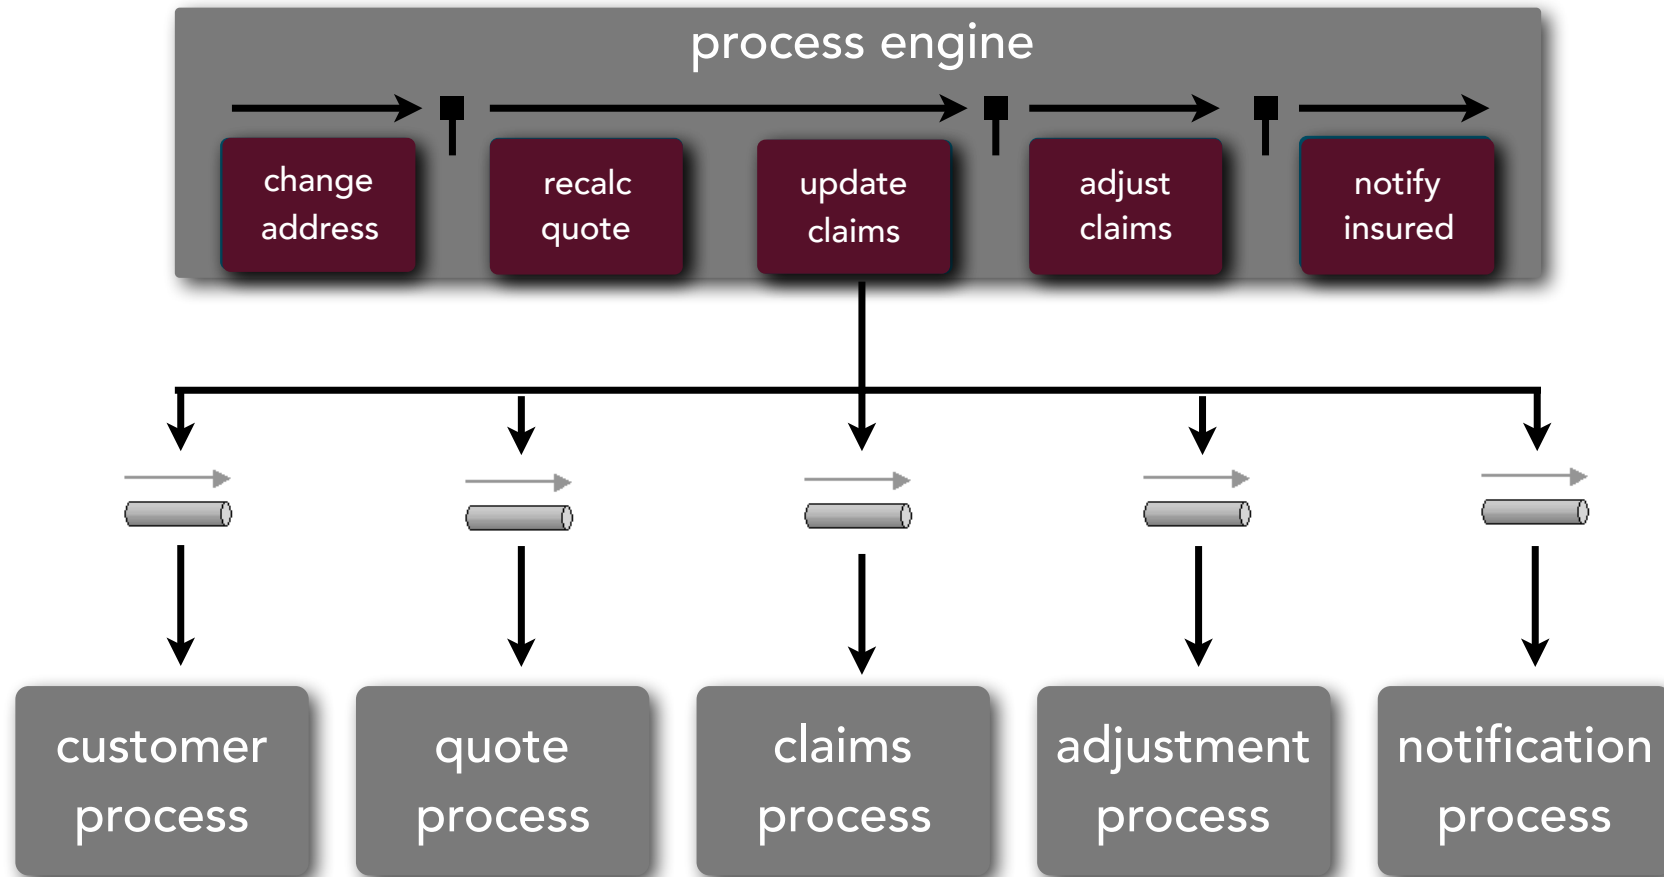 process engine
change
address
recalc
quote
update
claims
adjust
claims
notify
insured
customer
process
quote
process
claims
process
adjustment
process
notification
process